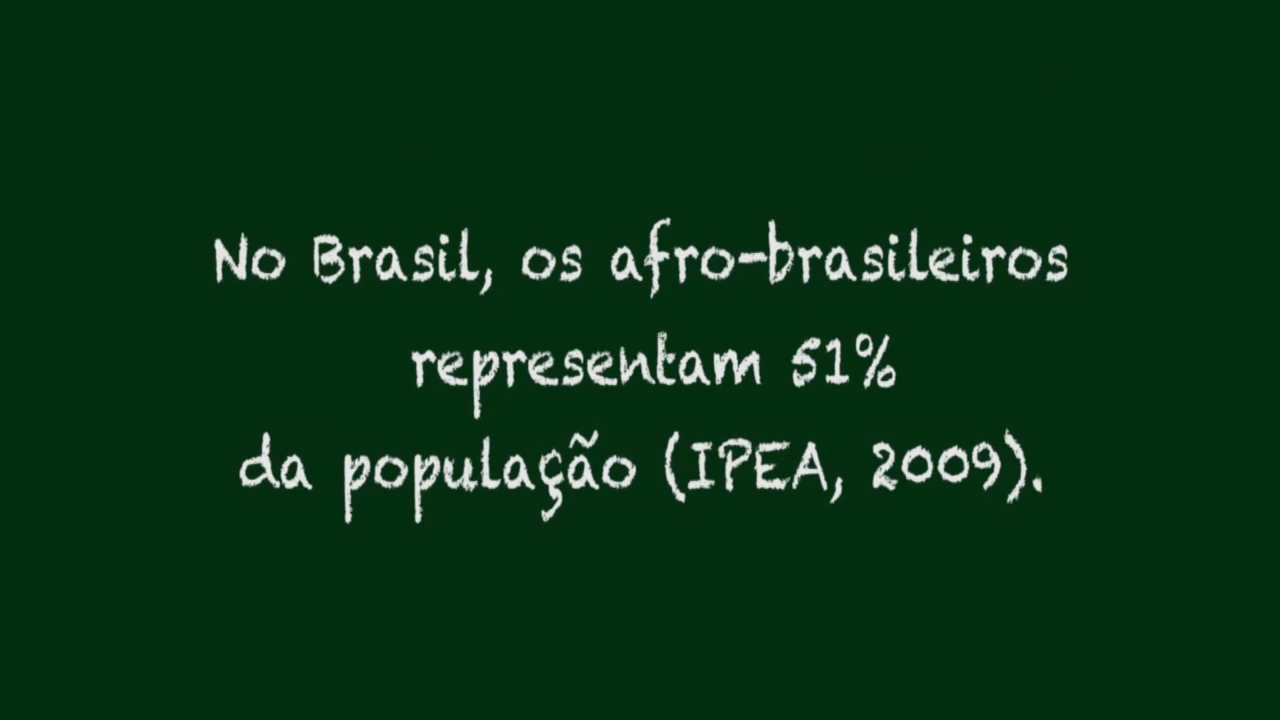 No Brasil, os afro-brasileiros
representam 51%
da população (IPEA, 2009).